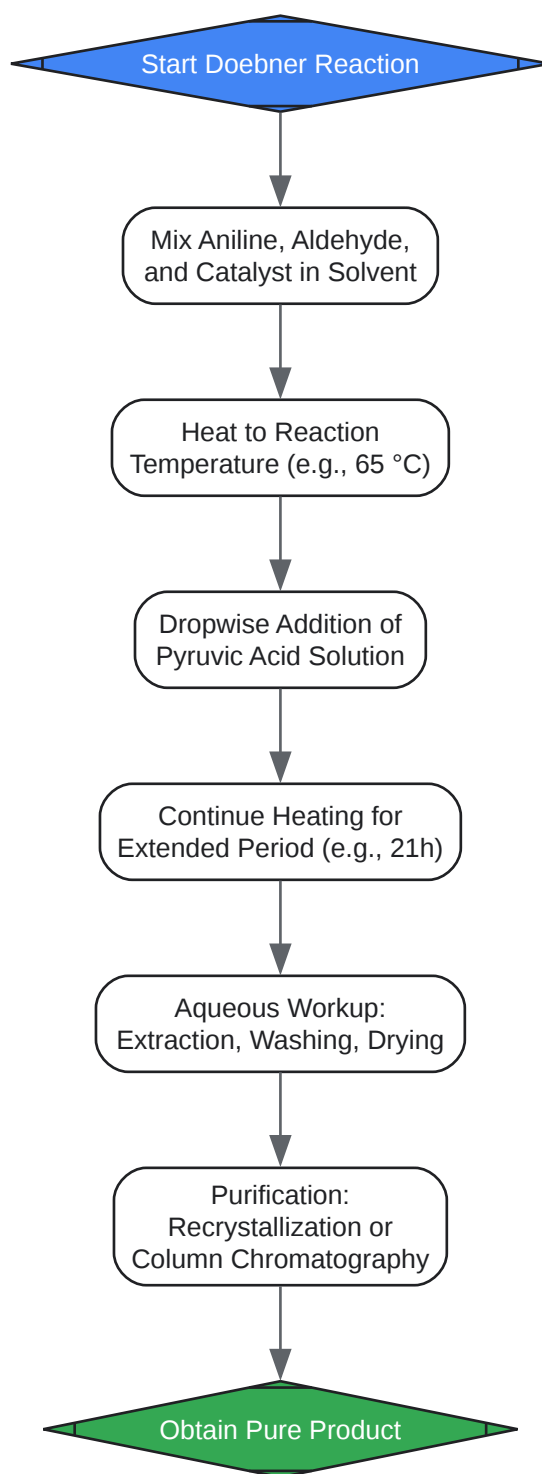 Start Doebner Reaction
Mix Aniline, Aldehyde,
and Catalyst in Solvent
Heat to Reaction
Temperature (e.g., 65 °C)
Dropwise Addition of
Pyruvic Acid Solution
Continue Heating for
Extended Period (e.g., 21h)
Aqueous Workup:
Extraction, Washing, Drying
Purification:
Recrystallization or
Column Chromatography
Obtain Pure Product